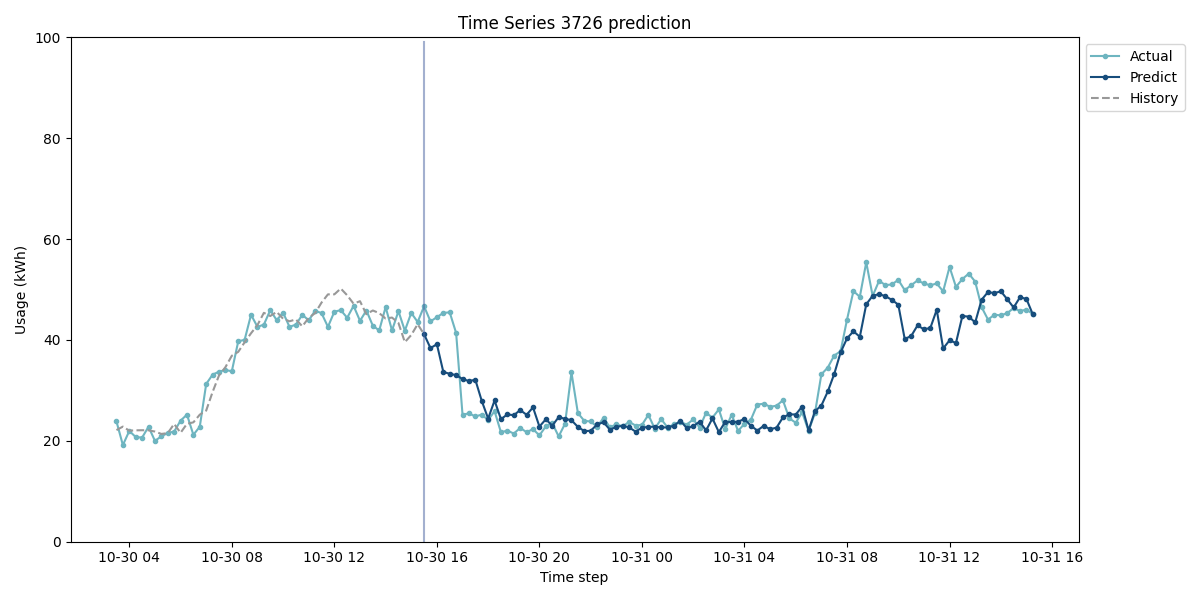 Time Series 3726 prediction
100
80
60
40
20
0
Usage (kWh)
10-30 04
10-30 08
10-30 12
10-30 16
10-30 20
10-31 00
10-31 04
10-31 08
10-31 12
10-31 16
Time step
Actual
Predict
History